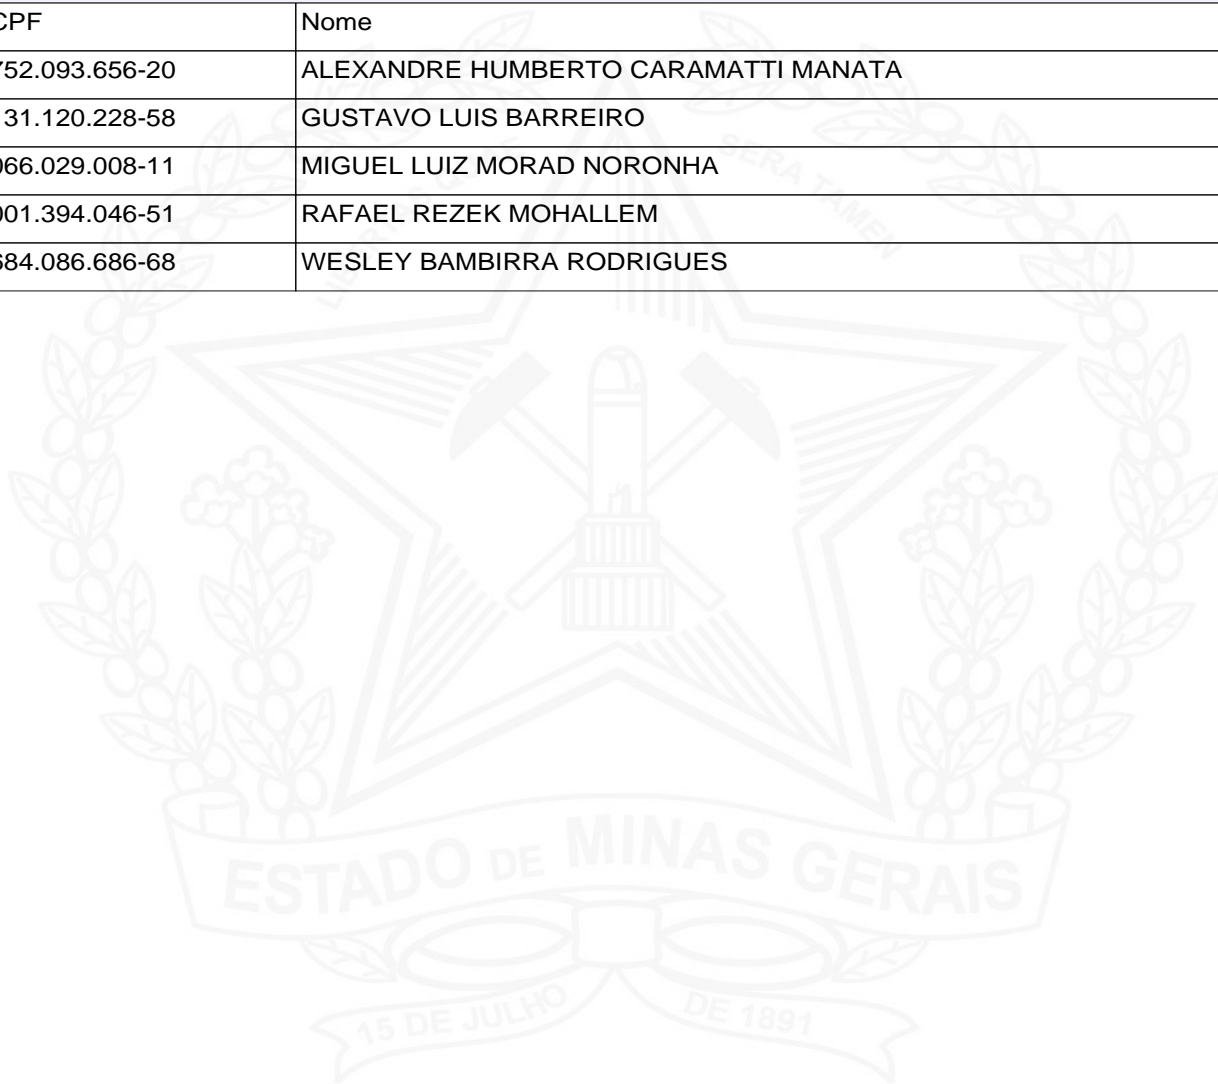 CPF Nome
752.093.656-20 ALEXANDRE HUMBERTO CARAMATTI MANATA
131.120.228-58 GUSTAVO LUIS BARREIRO
066.029.008-11 MIGUEL LUIZ MORAD NORONHA
001.394.046-51 RAFAEL REZEK MOHALLEM
684.086.686-68 WESLEY BAMBIRRA RODRIGUES
SERA TAMEN
ESTADO DE MINAS GERAIS
15 DE JULHO DE 1891